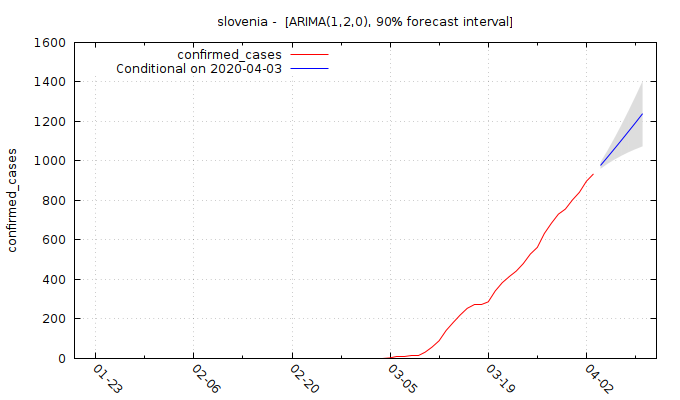 slovenia - [ARIMA(1,2,0), 90% forecast interval]
confirmed_cases
Conditional on 2020-04-03
confirmed_cases
1600
1400
1200
1000
800
600
400
200
0
01-23 02-06 02-20 03-05 03-19 04-02